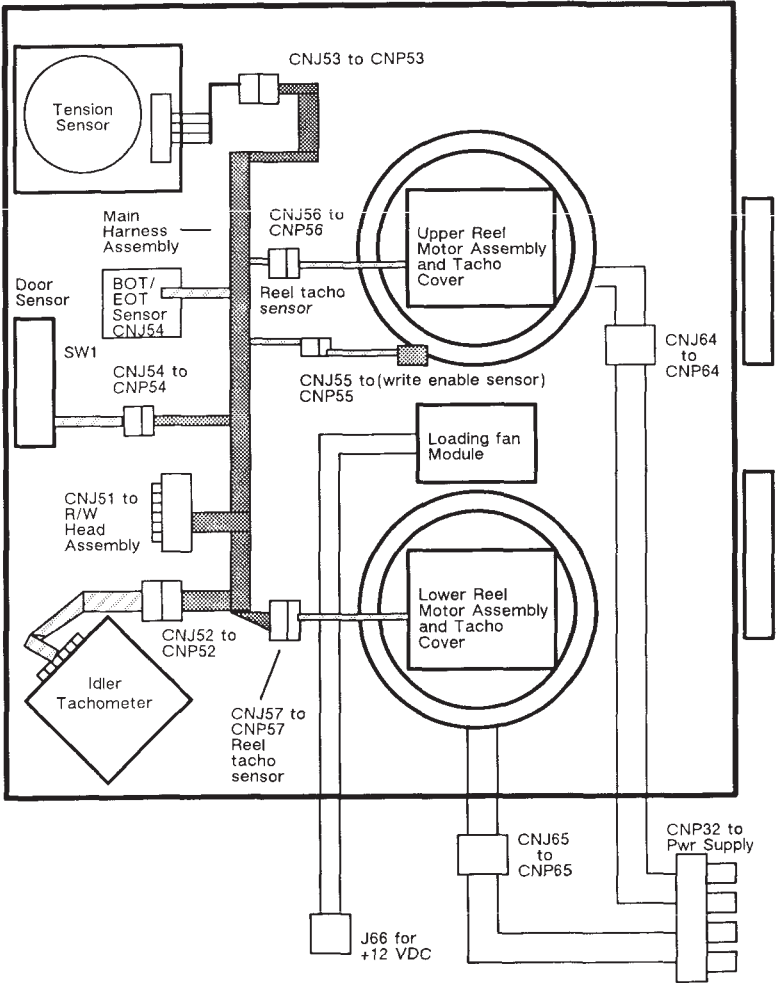 CNJ53 to CNP53
Tension
Sensor
Main
Harness
Assembly
CNJ56 to
CNP56
Upper Reel
Motor Assembly
and Tacho
Cover
Door
Sensor
BOT/
EOT
Sensor
CNJ54
Reel tacho
sensor
SW1
CNJ64
to
CNP64
CNJ54 to
CNP54
CNJ55 to (write enable sensor)
CNP55
Loading fan
Module
CNJ51 to
R/W
Head
Assembly
Lower Reel
Motor Assembly
and Tacho
Cover
CNJ52 to
CNP52
Idler
Tachometer
CNJ57 to
CNP57
Reel
tacho
sensor
CNJ65
to
CNP65
CNP32 to
Pwr Supply
J66 for
+12 VDC